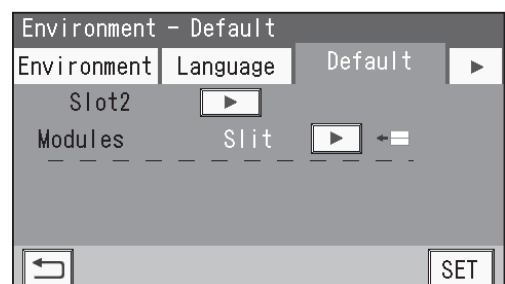 Environment - Default
Environment Language Default
Slot2
Modules Slit
SET